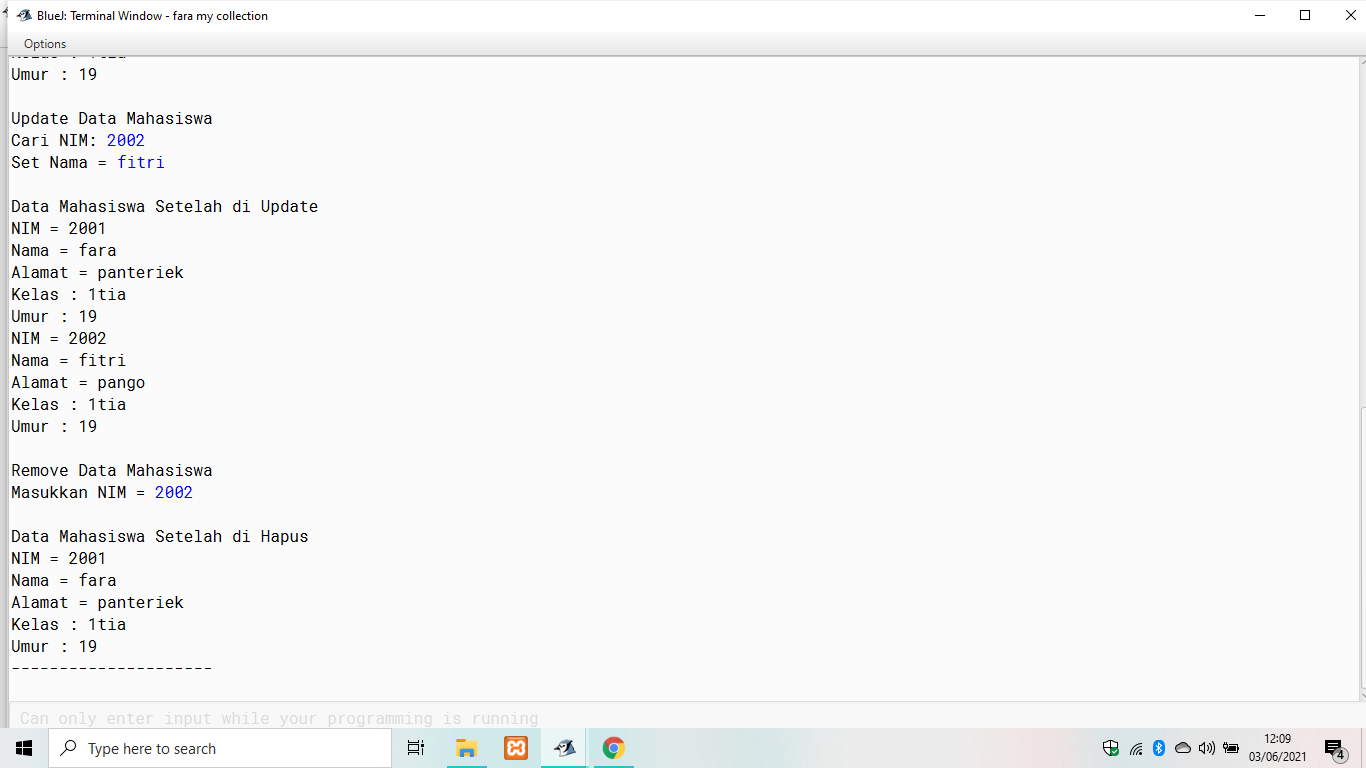 BlueJ: Terminal Window - fara my collection
Options
Umur : 19
Update Data Mahasiswa
Cari NIM: 2002
Set Nama = fitri
Data Mahasiswa Setelah di Update
NIM = 2001
Nama = fara
Alamat = panteriek
Kelas : 1tia
Umur : 19
NIM = 2002
Nama = fitri
Alamat = pango
Kelas : 1tia
Umur : 19
Remove Data Mahasiswa
Masukkan NIM = 2002
Data Mahasiswa Setelah di Hapus
NIM = 2001
Nama = fara
Alamat = panteriek
Kelas : 1tia
Umur : 19
---------------------
Can only enter input while your programming is running
Type here to search
12:09
03/06/2021
4